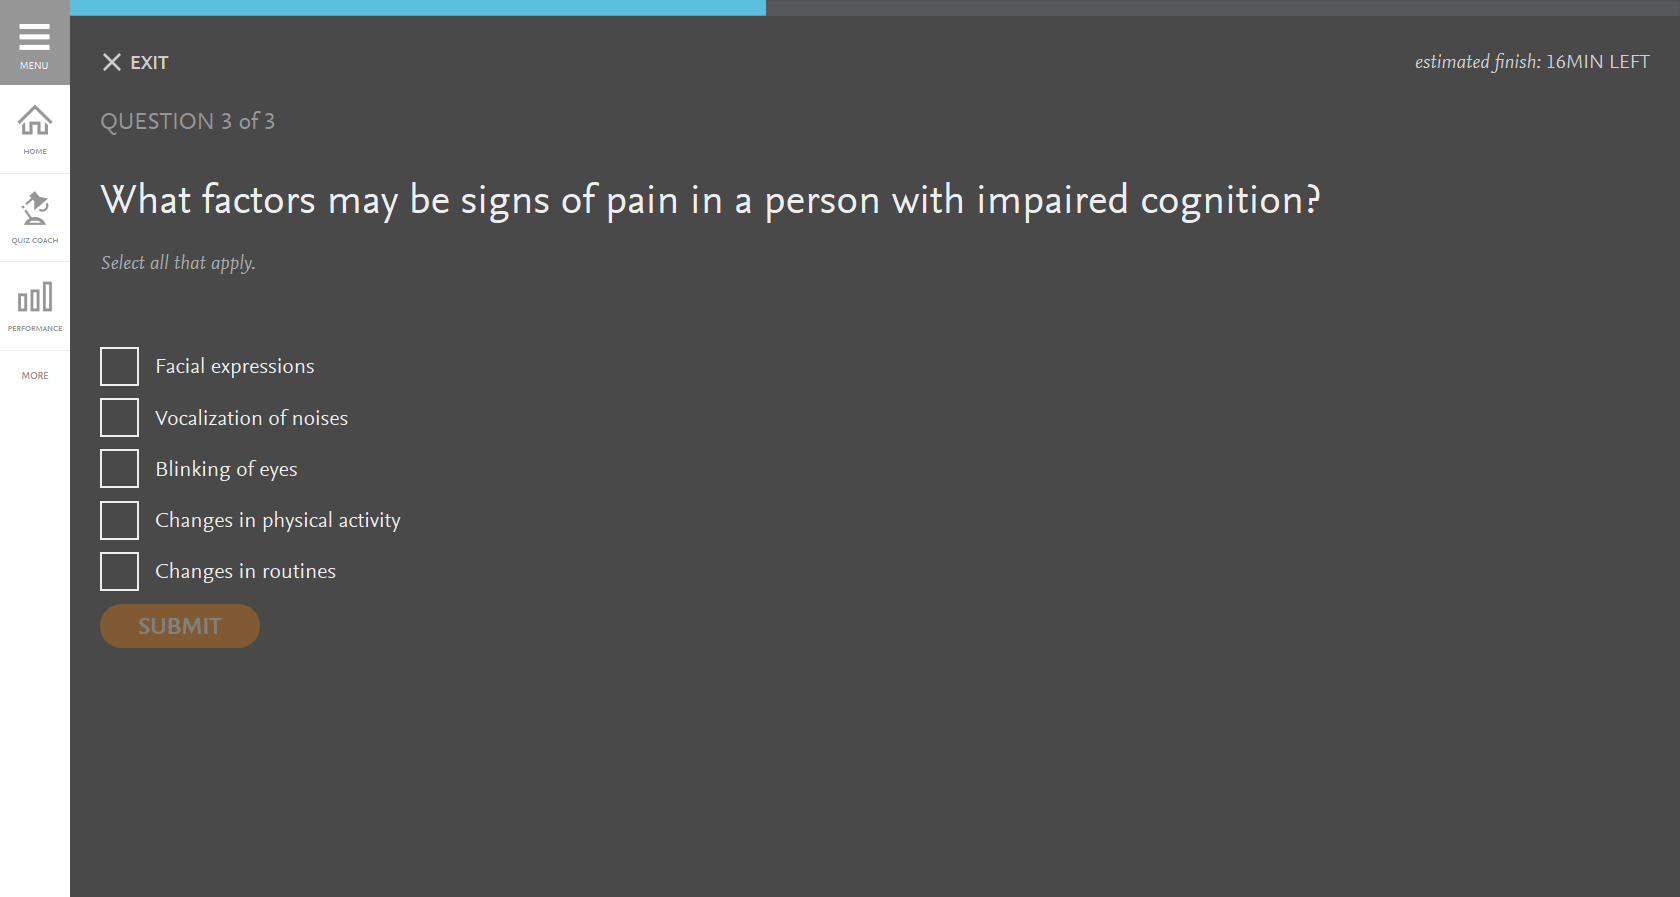 MENU
HOME
QUIZ COACH
PERFORMANCE
MORE
EXIT
estimated finish: 16MIN LEFT
QUESTION 3 of 3
What factors may be signs of pain in a person with impaired cognition?
Select all that apply.
Facial expressions
Vocalization of noises
Blinking of eyes
Changes in physical activity
Changes in routines
SUBMIT